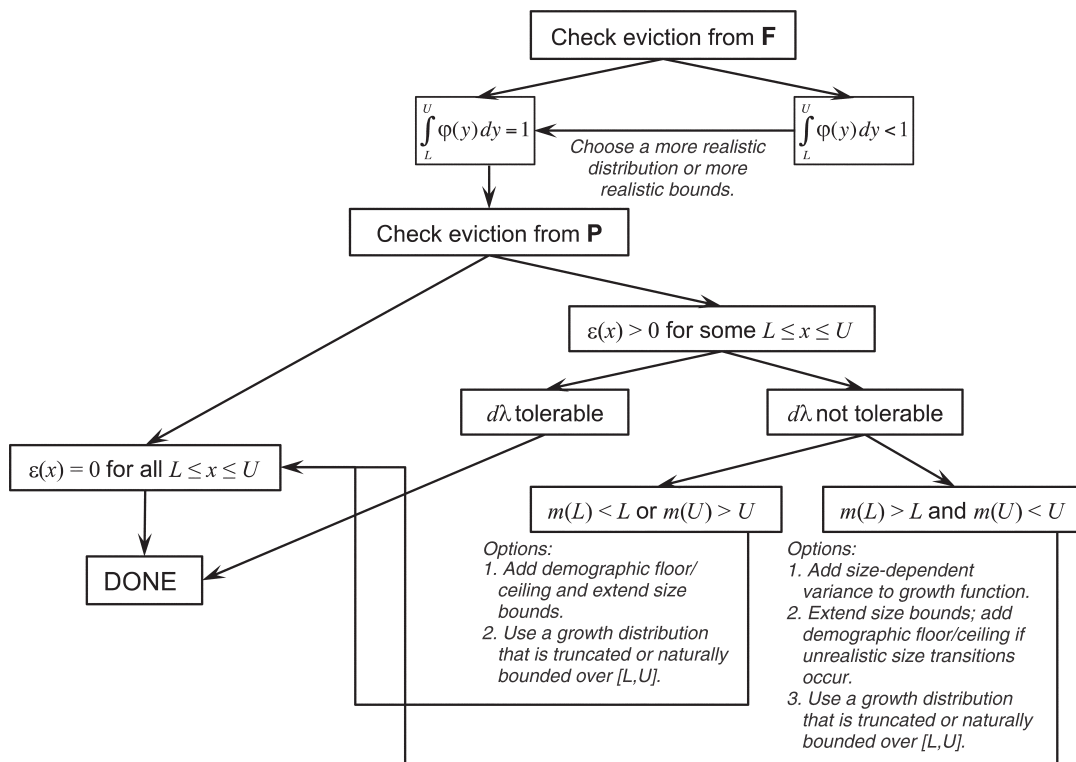 Check eviction from F
U
∫ φ(y) dy = 1
L
U
∫ φ(y) dy < 1
L
Choose a more realistic
distribution or more
realistic bounds.
Check eviction from P
ε(x) > 0 for some L ≤ x ≤ U
dλ tolerable
dλ not tolerable
ε(x) = 0 for all L ≤ x ≤ U
m(L) < L or m(U) > U
m(L) > L and m(U) < U
DONE
Options:
1. Add demographic floor/
ceiling and extend size
bounds.
2. Use a growth distribution
that is truncated or naturally
bounded over [L,U].
Options:
1. Add size-dependent
variance to growth function.
2. Extend size bounds; add
demographic floor/ceiling if
unrealistic size transitions
occur.
3. Use a growth distribution
that is truncated or naturally
bounded over [L,U].